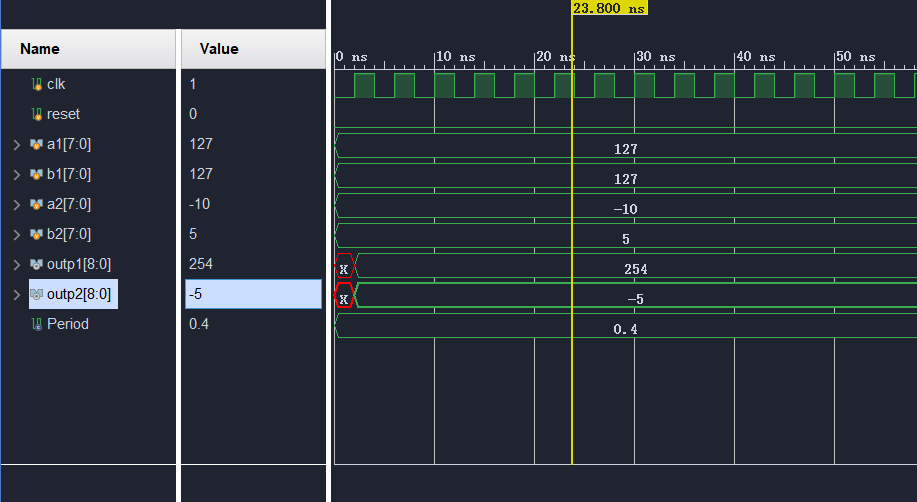 23.800 ns
Name Value
0 ns 10 ns 20 ns 30 ns 40 ns 50 ns
clk 1
reset 0
a1[7:0] 127 127
b1[7:0] 127 127
a2[7:0] -10 -10
b2[7:0] 5 5
outp1[8:0] 254 X 254
outp2[8:0] -5 X -5
Period 0.4 0.4